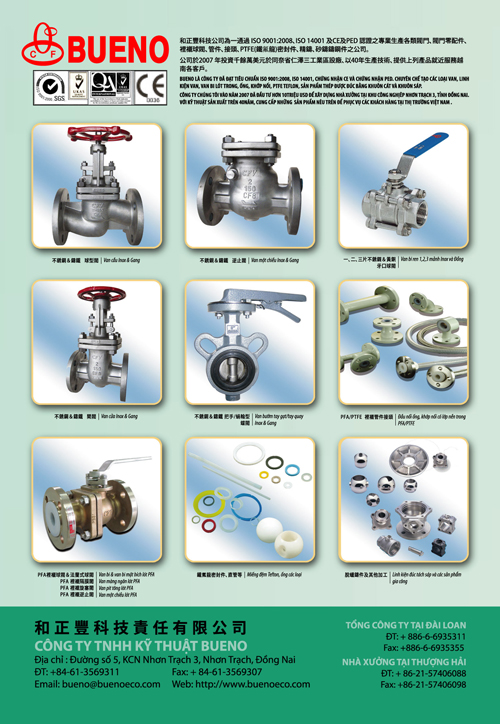 BUENO
和正豐科技公司為一通過 ISO 9001:2008, ISO 14001 及CE及PED 認證之專業生產各類閥門、閥門零配件、
裡襯球閥、管件、接頭、PTFE(鐵氟龍)密封件、精鑄、砂鑄鑄鋼件之公司。
公司於2007 年投資千餘萬美元於同奈省仁澤三工業區設廠, 以40年生產技術, 提供上列產品就近服務越
南各客戶。
BUENO LÀ CÔNG TY ĐÃ ĐẠT TIÊU CHUẨN ISO 9001:2008, ISO 14001, CHỨNG NHẬN CE VÀ CHỨNG NHẬN PED. CHUYÊN CHẾ TẠO CÁC LOẠI VAN, LINH
KIỆN VAN, VAN BI LÓT TRONG, ỐNG, KHỚP NỐI, PTFE TEFLON, SẢN PHẨM THÉP ĐƯỢC ĐÚC BẰNG KHUÔN CÁT VÀ KHUÔN SÁP.
CÔNG TY CHÚNG TÔI VÀO NĂM 2007 ĐÃ ĐẦU TƯ HƠN 10TRIỆU USD ĐỂ XÂY DỰNG NHÀ XƯỞNG TẠI KHU CÔNG NGHIỆP NHƠN TRẠCH 3, TỈNH ĐỒNG NAI.
VỚI KỸ THUẬT SẢN XUẤT TRÊN 40NĂM, CUNG CẤP NHỮNG SẢN PHẨM NÊU TRÊN ĐỂ PHỤC VỤ CÁC KHÁCH HÀNG TẠI THỊ TRƯỜNG VIỆT NAM.
SGS
CE
0036
不銹鋼&鑄鐵 球型閥 Van cầu Inox & Gang
不銹鋼&鑄鐵 逆止閥 Van một chiều Inox & Gang
一、二、三片不銹鋼&黃銅 牙口球閥 Van bi ren 1,2,3 mảnh Inox và Đồng
不銹鋼&鑄鐵 閘閥 Van cửa Inox & Gang
不銹鋼&鑄鐵 把手/蝸輪型 蝶閥 Van bướm tay gạt/tay quay Inox & Gang
PFA/PTFE 裡襯管件接頭 Đầu nối ống, khớp nối có lớp nền trong PFA/PTFE
PFA裡襯球閥&法蘭式球閥 Van bi & van bi mặt bích lót PFA
PFA 裡襯隔膜閥 Van màng ngăn lót PFA
PFA 裡襯旋塞閥 Van pit tông lót PFA
PFA 裡襯逆止閥 Van một chiều lót PFA
鐵氟龍密封件、直管等 Miếng đệm Teflon, ống các loại
脫蠟鑄件及其他加工 Linh kiện đúc tách sáp và các sản phẩm gia công
和正豐科技責任有限公司
CÔNG TY TNHH KỸ THUẬT BUENO
Địa chỉ : Đường số 5, KCN Nhơn Trạch 3, Nhơn Trạch, Đồng Nai
ĐT: +84-61-3569311 Fax: + 84-61-3569307
Email: bueno@buenoeco.com Web: http://www.buenoeco.com
TỔNG CÔNG TY TẠI ĐÀI LOAN
ĐT: + 886-6-6935311
Fax: +886-6-6935355
NHÀ XƯỞNG TẠI THƯỢNG HẢI
ĐT: + 86-21-57406088
Fax: +86-21-57406098